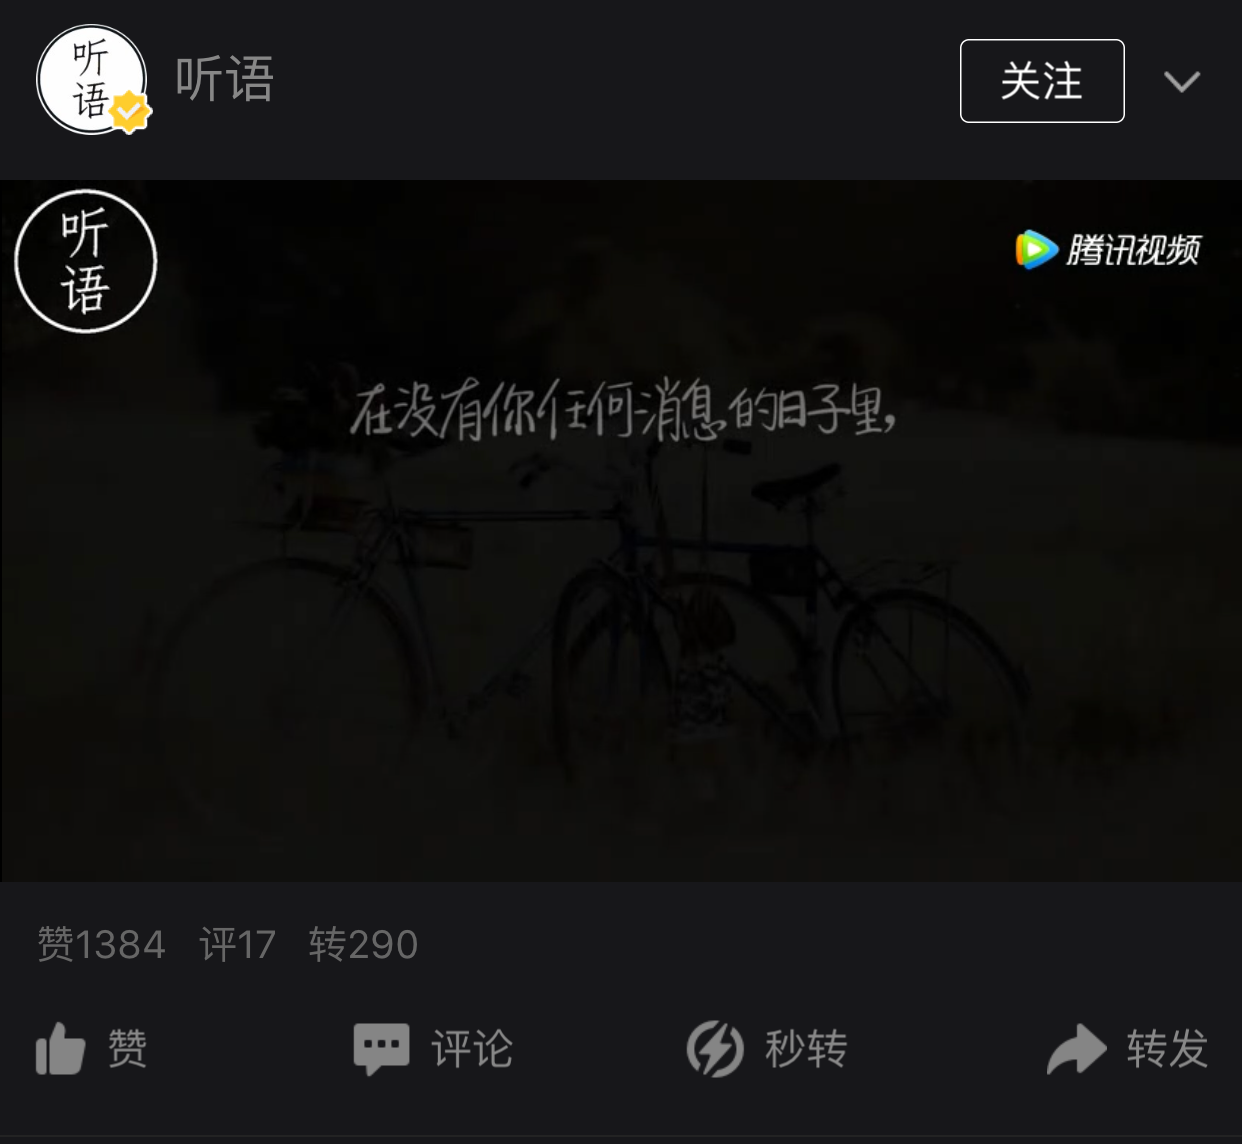 听
语
听语
关注
听
语
腾讯视频
在没有你任何消息的日子里，
赞1384 评17 转290
赞 评论 秒转 转发